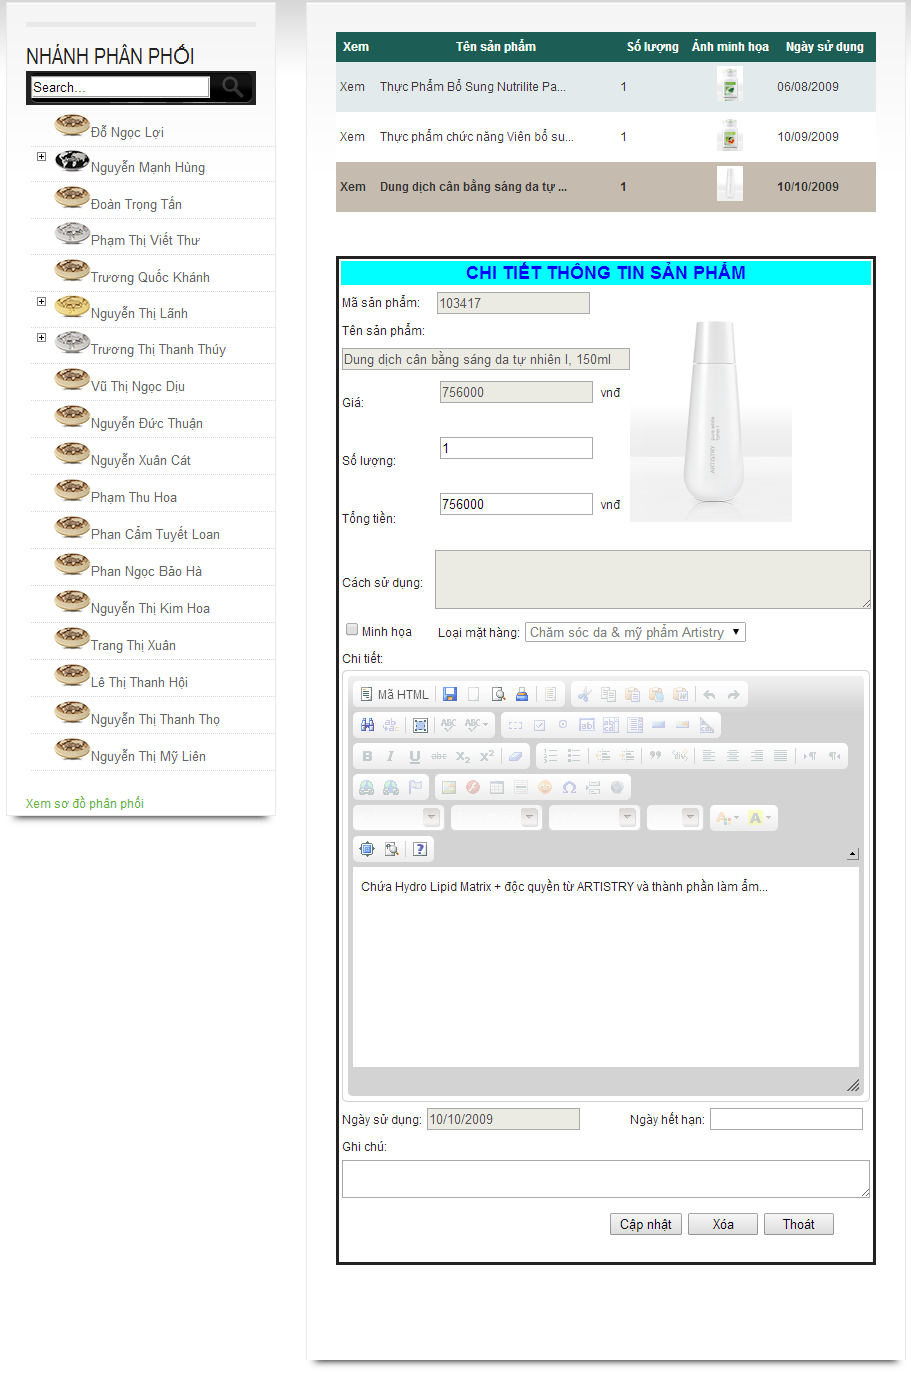 NHÁNH PHÂN PHỐI
Search...
Đỗ Ngọc Lợi
Nguyễn Mạnh Hùng
Đoàn Trọng Tấn
Phạm Thị Viết Thư
Trương Quốc Khánh
Nguyễn Thị Lãnh
Trương Thị Thanh Thúy
Vũ Thị Ngọc Dịu
Nguyễn Đức Thuận
Nguyễn Xuân Cát
Phạm Thu Hoa
Phan Cẩm Tuyết Loan
Phan Ngọc Bảo Hà
Nguyễn Thị Kim Hoa
Trang Thị Xuân
Lê Thị Thanh Hội
Nguyễn Thị Thanh Thọ
Nguyễn Thị Mỹ Liên
Xem sơ đồ phân phối
Xem Tên sản phẩm Số lượng Ảnh minh họa Ngày sử dụng
Xem Thực Phẩm Bổ Sung Nutrilite Pa... 1 06/08/2009
Xem Thực phẩm chức năng Viên bổ su... 1 10/09/2009
Xem Dung dịch cân bằng sáng da tự ... 1 10/10/2009
CHI TIẾT THÔNG TIN SẢN PHẨM
Mã sản phẩm: 103417
Tên sản phẩm:
Dung dịch cân bằng sáng da tự nhiên I, 150ml
Giá: 756000 vnđ
Số lượng: 1
Tổng tiền: 756000 vnđ
ARTISTRY
Cách sử dụng:
Minh họa Loại mặt hàng: Chăm sóc da & mỹ phẩm Artistry
Chi tiết:
Mã HTML
Chứa Hydro Lipid Matrix + độc quyền từ ARTISTRY và thành phần làm ẩm...
Ngày sử dụng: 10/10/2009 Ngày hết hạn:
Ghi chú:
Cập nhật Xóa Thoát